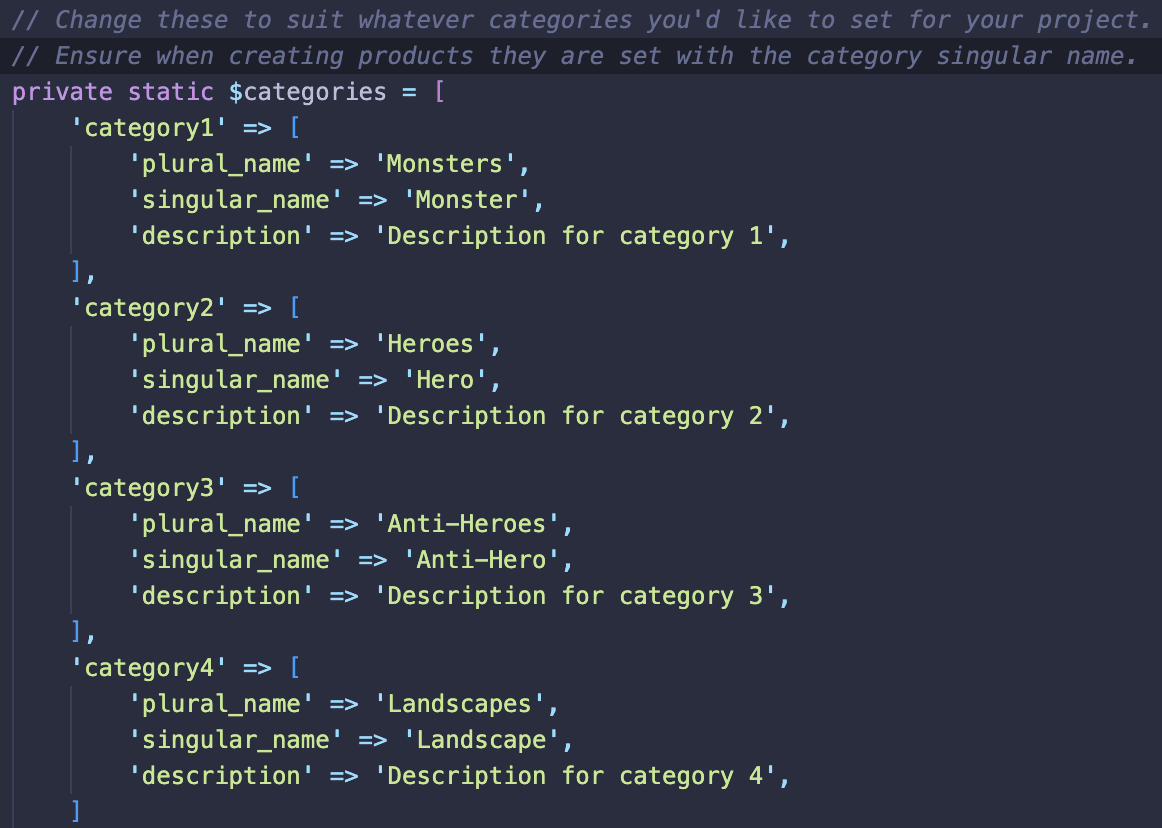 // Change these to suit whatever categories you'd like to set for your project.
// Ensure when creating products they are set with the category singular name.
private static $categories = [
    'category1' => [
        'plural_name' => 'Monsters',
        'singular_name' => 'Monster',
        'description' => 'Description for category 1',
    ],
    'category2' => [
        'plural_name' => 'Heroes',
        'singular_name' => 'Hero',
        'description' => 'Description for category 2',
    ],
    'category3' => [
        'plural_name' => 'Anti-Heroes',
        'singular_name' => 'Anti-Hero',
        'description' => 'Description for category 3',
    ],
    'category4' => [
        'plural_name' => 'Landscapes',
        'singular_name' => 'Landscape',
        'description' => 'Description for category 4',
    ]